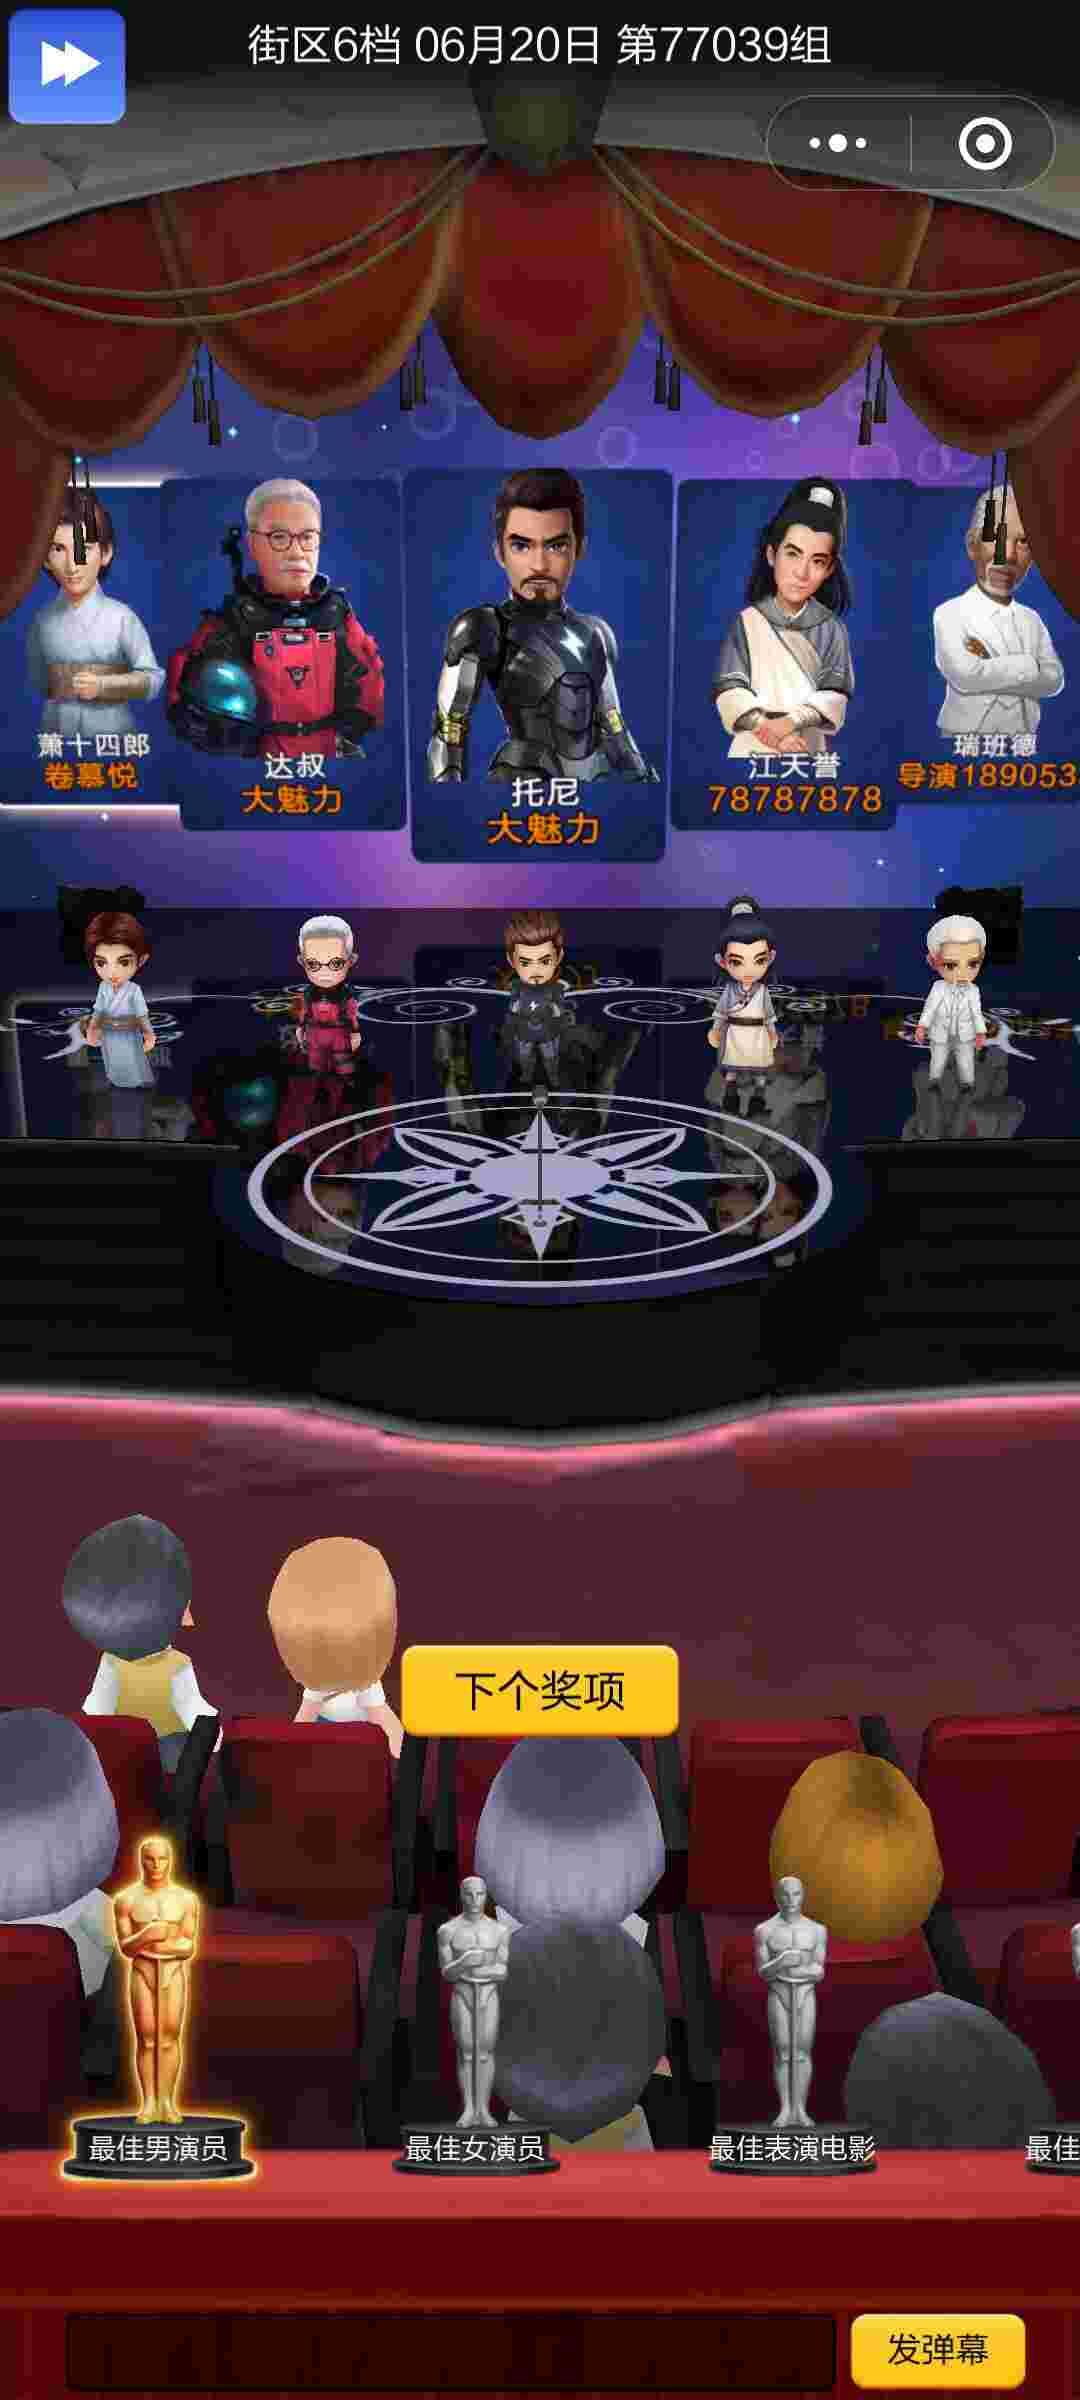 街区6档 06月20日 第77039组
萧十四郎
卷慕悦
达叔
大魅力
托尼
大魅力
江天誉
78787878
瑞班德
导演189053
下个奖项
最佳男演员
最佳女演员
最佳表演电影
最佳
发弹幕